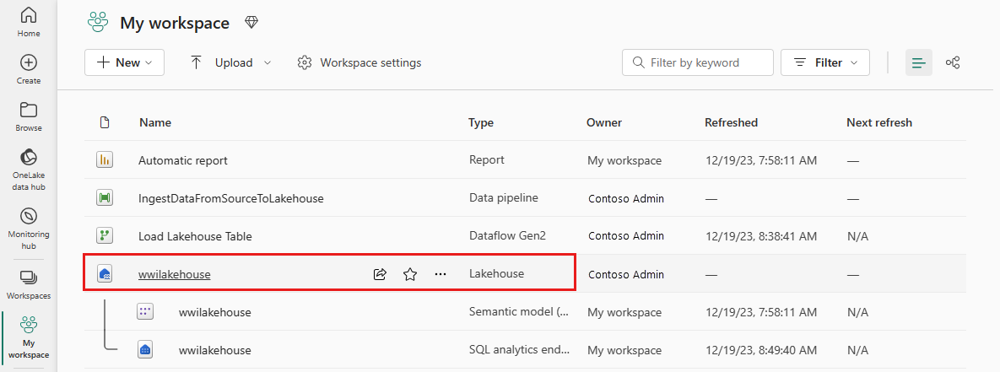 Home
Create
Browse
OneLake
data hub
Monitoring
hub
Workspaces
My
workspace
My workspace
New
Upload
Workspace settings
Filter by keyword
Filter
Name Type Owner Refreshed Next refresh
Automatic report Report My workspace 12/19/23, 7:58:11 AM —
IngestDataFromSourceToLakehouse Data pipeline Contoso Admin — —
Load Lakehouse Table Dataflow Gen2 Contoso Admin 12/19/23, 8:38:41 AM N/A
wwilakehouse ... Lakehouse Contoso Admin — —
wwilakehouse Semantic model (... My workspace 12/19/23, 7:58:11 AM N/A
wwilakehouse SQL analytics end... My workspace 12/19/23, 8:49:40 AM N/A